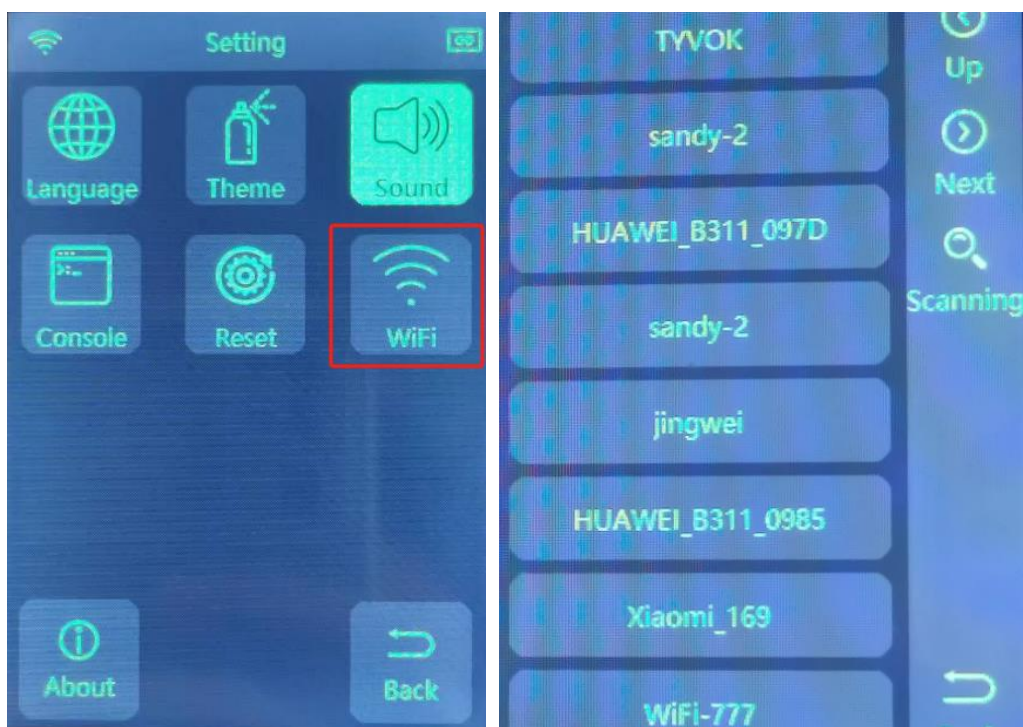 Setting
Language
Theme
Sound
Console
Reset
WiFi
About
Back
TYVOK
sandy-2
HUAWEI_B311_097D
sandy-2
jingwei
HUAWEI_B311_0985
Xiaomi_169
WiFi-777
Up
Next
Scanning